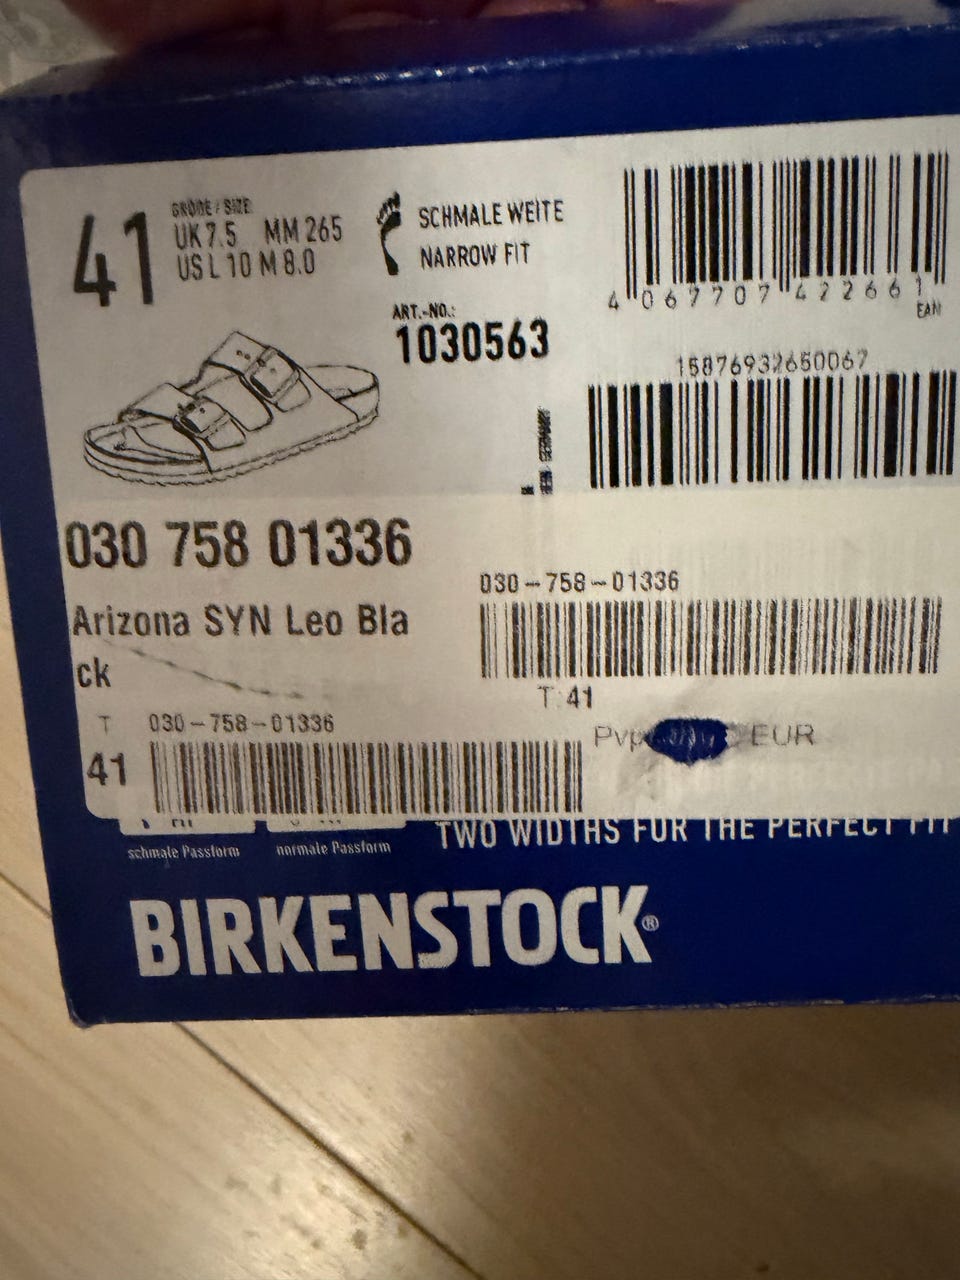 41
GRÖßE / SIZE
UK 7.5 MM 265
US L 10 M 8.0
SCHMALE WEITE
NARROW FIT
ART.-NO.:
1030563
4 067707 422661
EAN
15876932650067
030 758 01336
Arizona SYN Leo Bla
ck
030-758-01336
T 41
T
41
030-758-01336
EUR
schmale Passform
normale Passform
TWO WIDTHS FOR THE PERFECT FIT
BIRKENSTOCK®